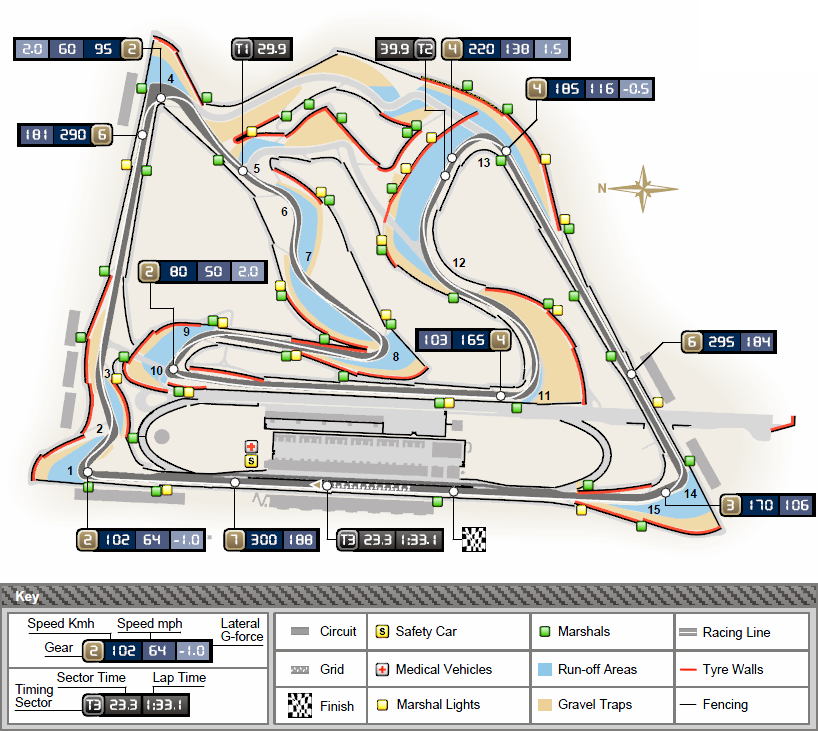 2.0 60 95 2
T1 29.9
39.9 T2
4 220 138 1.5
4 185 116 -0.5
181 290 6
4
5
13
N
6
7
12
2 80 50 2.0
9
8
103 165 4
6 295 184
10
3
11
2
1
S
14
15
3 170 106
2 102 64 -1.0
7 300 188
T3 23.3 1:33.1
Key
Speed Kmh Speed mph Lateral
G-force
Gear 2 102 64 -1.0
Sector Time Lap Time
Timing
Sector T3 23.3 1:33.1
Circuit
S Safety Car
Marshals
Racing Line
Grid
Medical Vehicles
Run-off Areas
Tyre Walls
Finish
Marshal Lights
Gravel Traps
Fencing